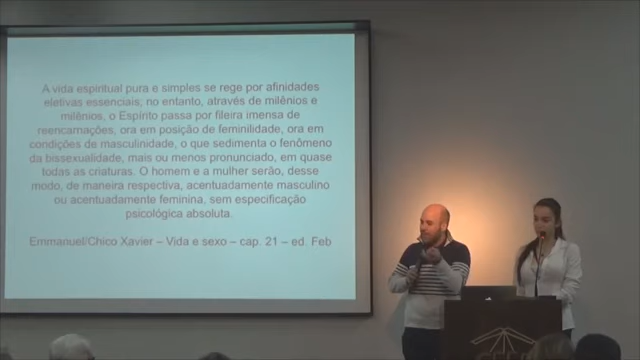 A vida espiritual pura e simples se rege por afinidades
eletivas essenciais; no entanto, através de milênios e
milênios, o Espírito passa por fileira imensa de
reencarnações, ora em posição de feminilidade, ora em
condições de masculinidade, o que sedimenta o fenômeno
da bissexualidade, mais ou menos pronunciado, em quase
todas as criaturas. O homem e a mulher serão, desse
modo, de maneira respectiva, acentuadamente masculino
ou acentuadamente feminina, sem especificação
psicológica absoluta.
Emmanuel/Chico Xavier – Vida e sexo – cap. 21 – ed. Feb